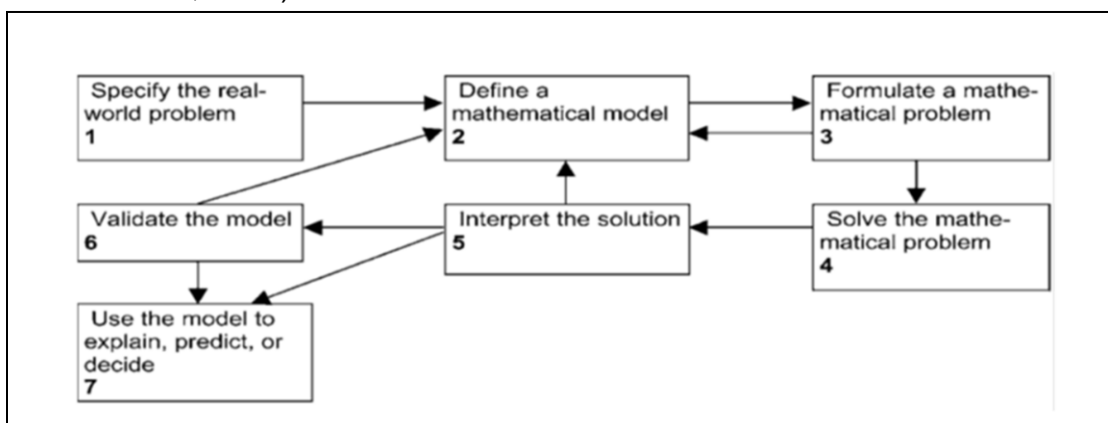 Specify the real-
world problem
1
Define a
mathematical model
2
Formulate a mathe-
matical problem
3
Validate the model
6
Interpret the solution
5
Solve the mathe-
matical problem
4
Use the model to
explain, predict, or
decide
7